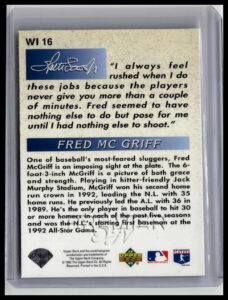 WI 16
"I always feel
rushed when I do
these jobs because the players
never give you more than a couple
of minutes. Fred seemed to have
nothing else to do but pose for me
until I had nothing else to shoot."
FRED MC GRIFF
One of baseball's most-feared sluggers, Fred
McGriff is an imposing sight at the plate. The
6-foot-3-inch McGriff is a picture of both grace
and strength. Playing in hitter-friendly Jack
Murphy Stadium, McGriff won his second home
run crown in 1992, leading the N.L. with 35
home runs. He previously led the A.L. with 36 in
1989. He's the only player in baseball to hit 30
or more homers in each of the past five seasons
and was the N.L.'s starting first baseman at the
1992 All-Star Game.